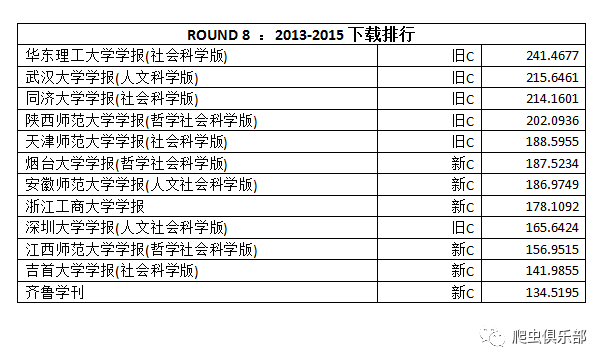 ROUND 8 ：2013-2015下载排行
华东理工大学学报(社会科学版) 旧C 241.4677
武汉大学学报(人文科学版) 旧C 215.6461
同济大学学报(社会科学版) 旧C 214.1601
陕西师范大学学报(哲学社会科学版) 旧C 202.0936
天津师范大学学报(社会科学版) 旧C 188.5955
烟台大学学报(哲学社会科学版) 新C 187.5234
安徽师范大学学报(人文社会科学版) 新C 186.9749
浙江工商大学学报 新C 178.1092
深圳大学学报(人文社会科学版) 旧C 165.6424
江西师范大学学报(哲学社会科学版) 新C 156.9515
吉首大学学报(社会科学版) 新C 141.9855
齐鲁学刊 新C 134.5195
爬虫俱乐部